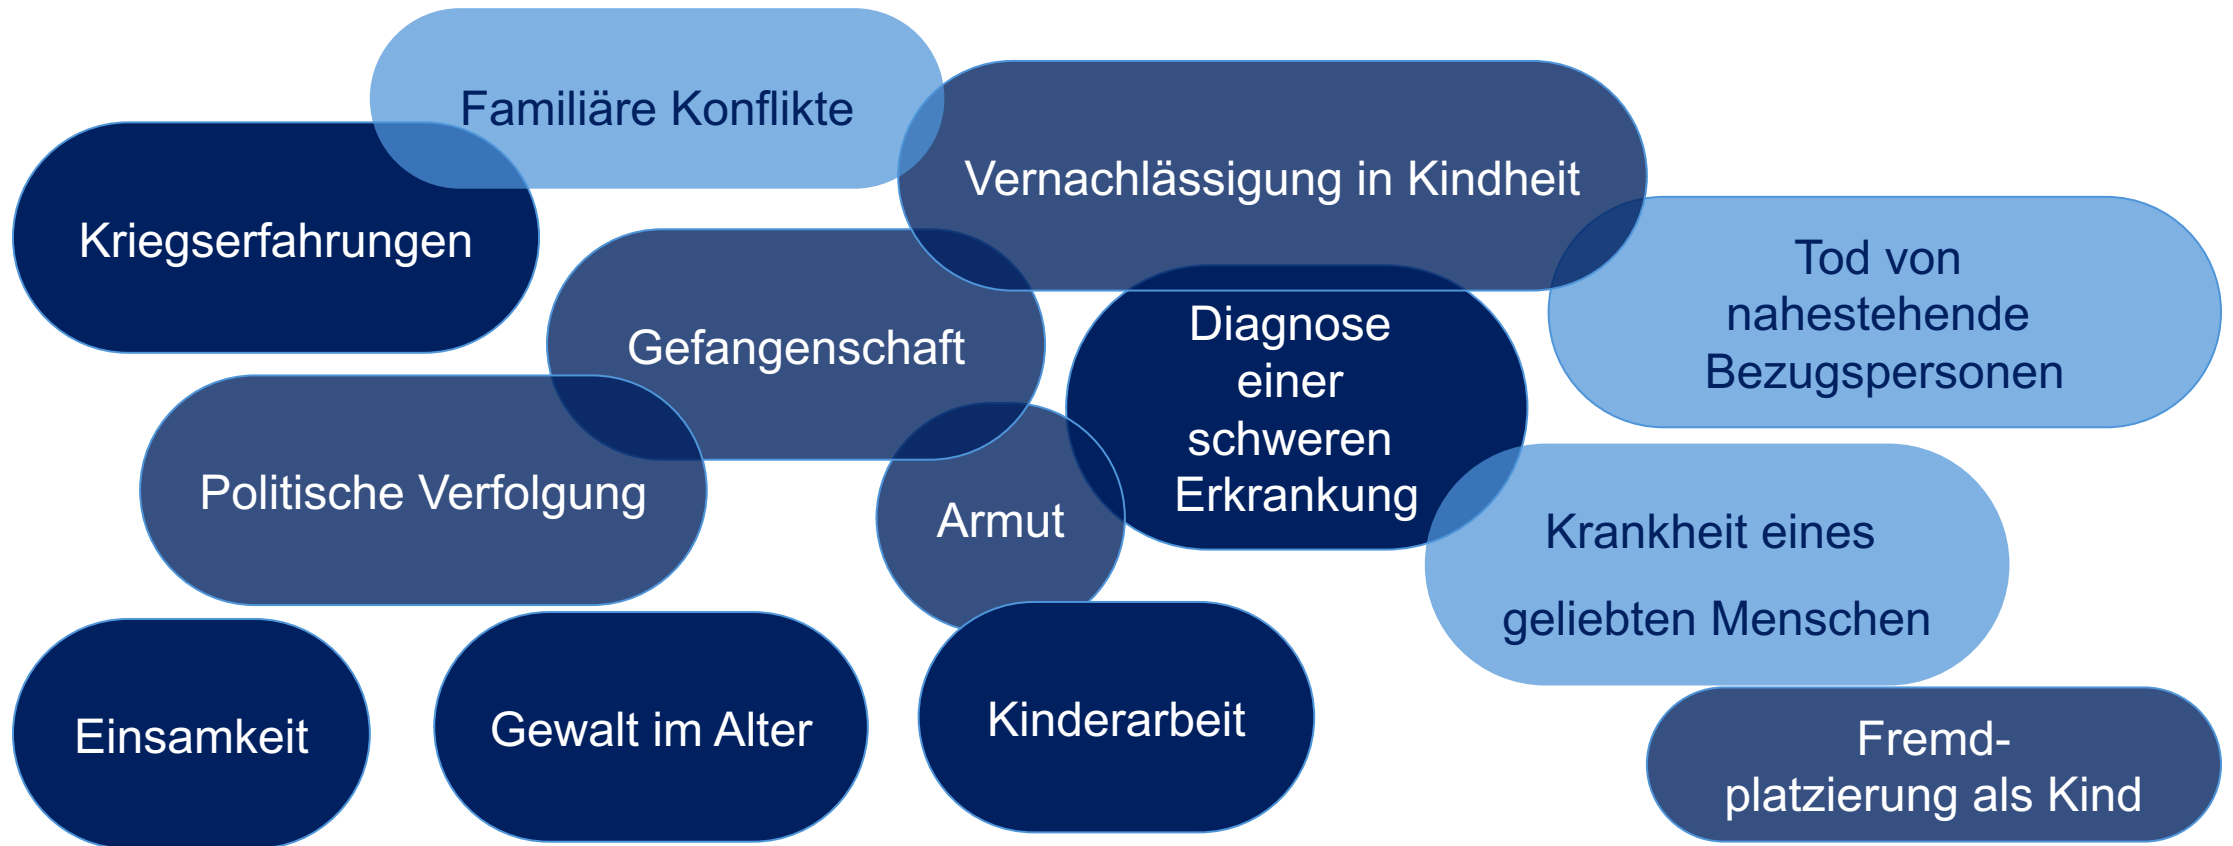 Familiäre Konflikte
Vernachlässigung in Kindheit
Kriegserfahrungen
Tod von
nahestehende
Bezugspersonen
Gefangenschaft
Diagnose
einer
schweren
Erkrankung
Politische Verfolgung
Armut
Krankheit eines
geliebten Menschen
Einsamkeit
Gewalt im Alter
Kinderarbeit
Fremd-
platzierung als Kind